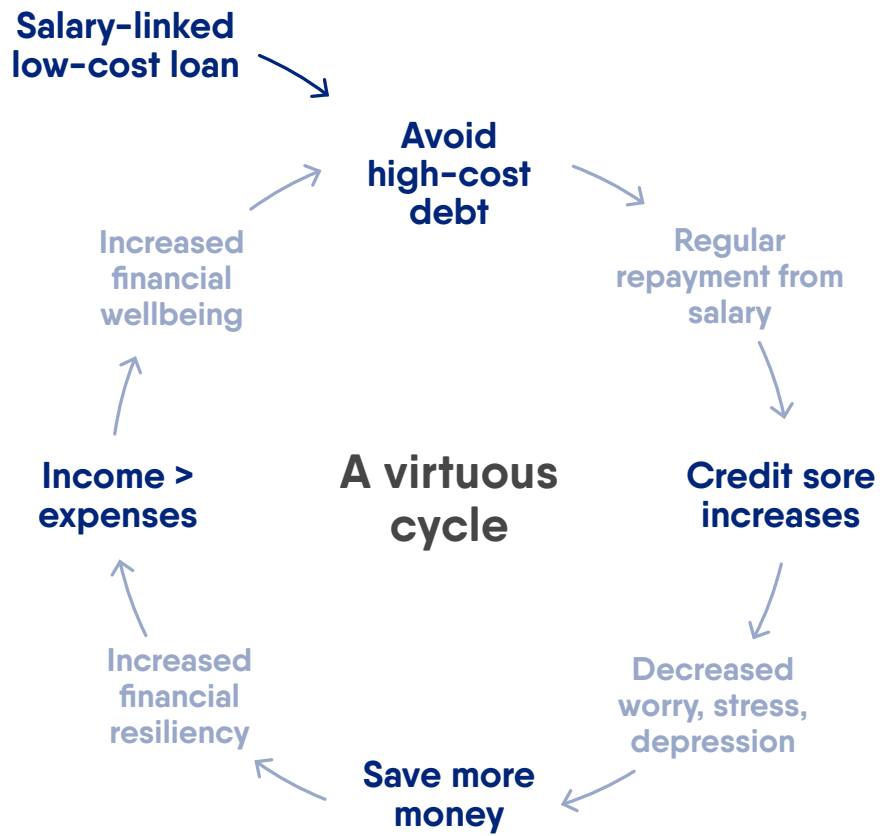 Salary-linked
low-cost loan
Avoid
high-cost
debt
Regular
repayment from
salary
Credit sore
increases
Decreased
worry, stress,
depression
Save more
money
Increased
financial
resiliency
Income >
expenses
Increased
financial
wellbeing
A virtuous
cycle